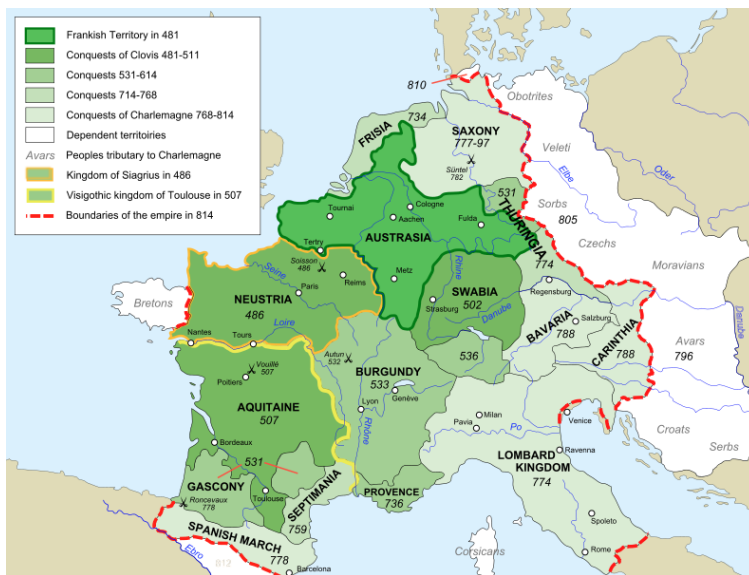 Frankish Territory in 481
Conquests of Clovis 481-511
Conquests 531-614
Conquests 714-768
Conquests of Charlemagne 768-814
Dependent territoiries
Avars
Peoples tributary to Charlemagne
Kingdom of Siagrius in 486
Visigothic kingdom of Toulouse in 507
Boundaries of the empire in 814
810
Obotrites
FRISIA
734
SAXONY
777-97
Süntel
782
Veleti
Elbe
Oder
531
THURINGIA
774
Sorbs
805
Czechs
Moravians
Tournai
Cologne
Aachen
Fulda
AUSTRASIA
Tertry
Soisson
486
Metz
Rhine
Seine
Reims
Paris
NEUSTRIA
486
Bretons
Loire
Nantes
Tours
SWABIA
502
Strasburg
Danube
Regensburg
BAVARIA
788
Salzburg
CARINTHIA
788
Avars
796
Danube
Autun
532
BURGUNDY
533
536
Lyon
Genève
Rhône
Vouillé
507
Poitiers
AQUITAINE
507
Bordeaux
531
GASCONY
Roncevaux
778
Toulouse
SEPTIMANIA
759
PROVENCE
736
Milan
Pavia
Po
Venice
Ravenna
LOMBARD
KINGDOM
774
Croats
Serbs
Spoleto
Rome
Corsicans
SPANISH MARCH
778
Barcelona
Ebro
812